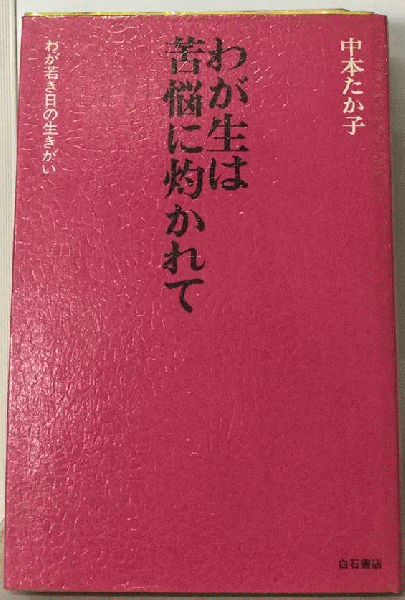 中本たか子
わが生は
苦悩に灼かれて
わが若き日の生きがい
白石書店